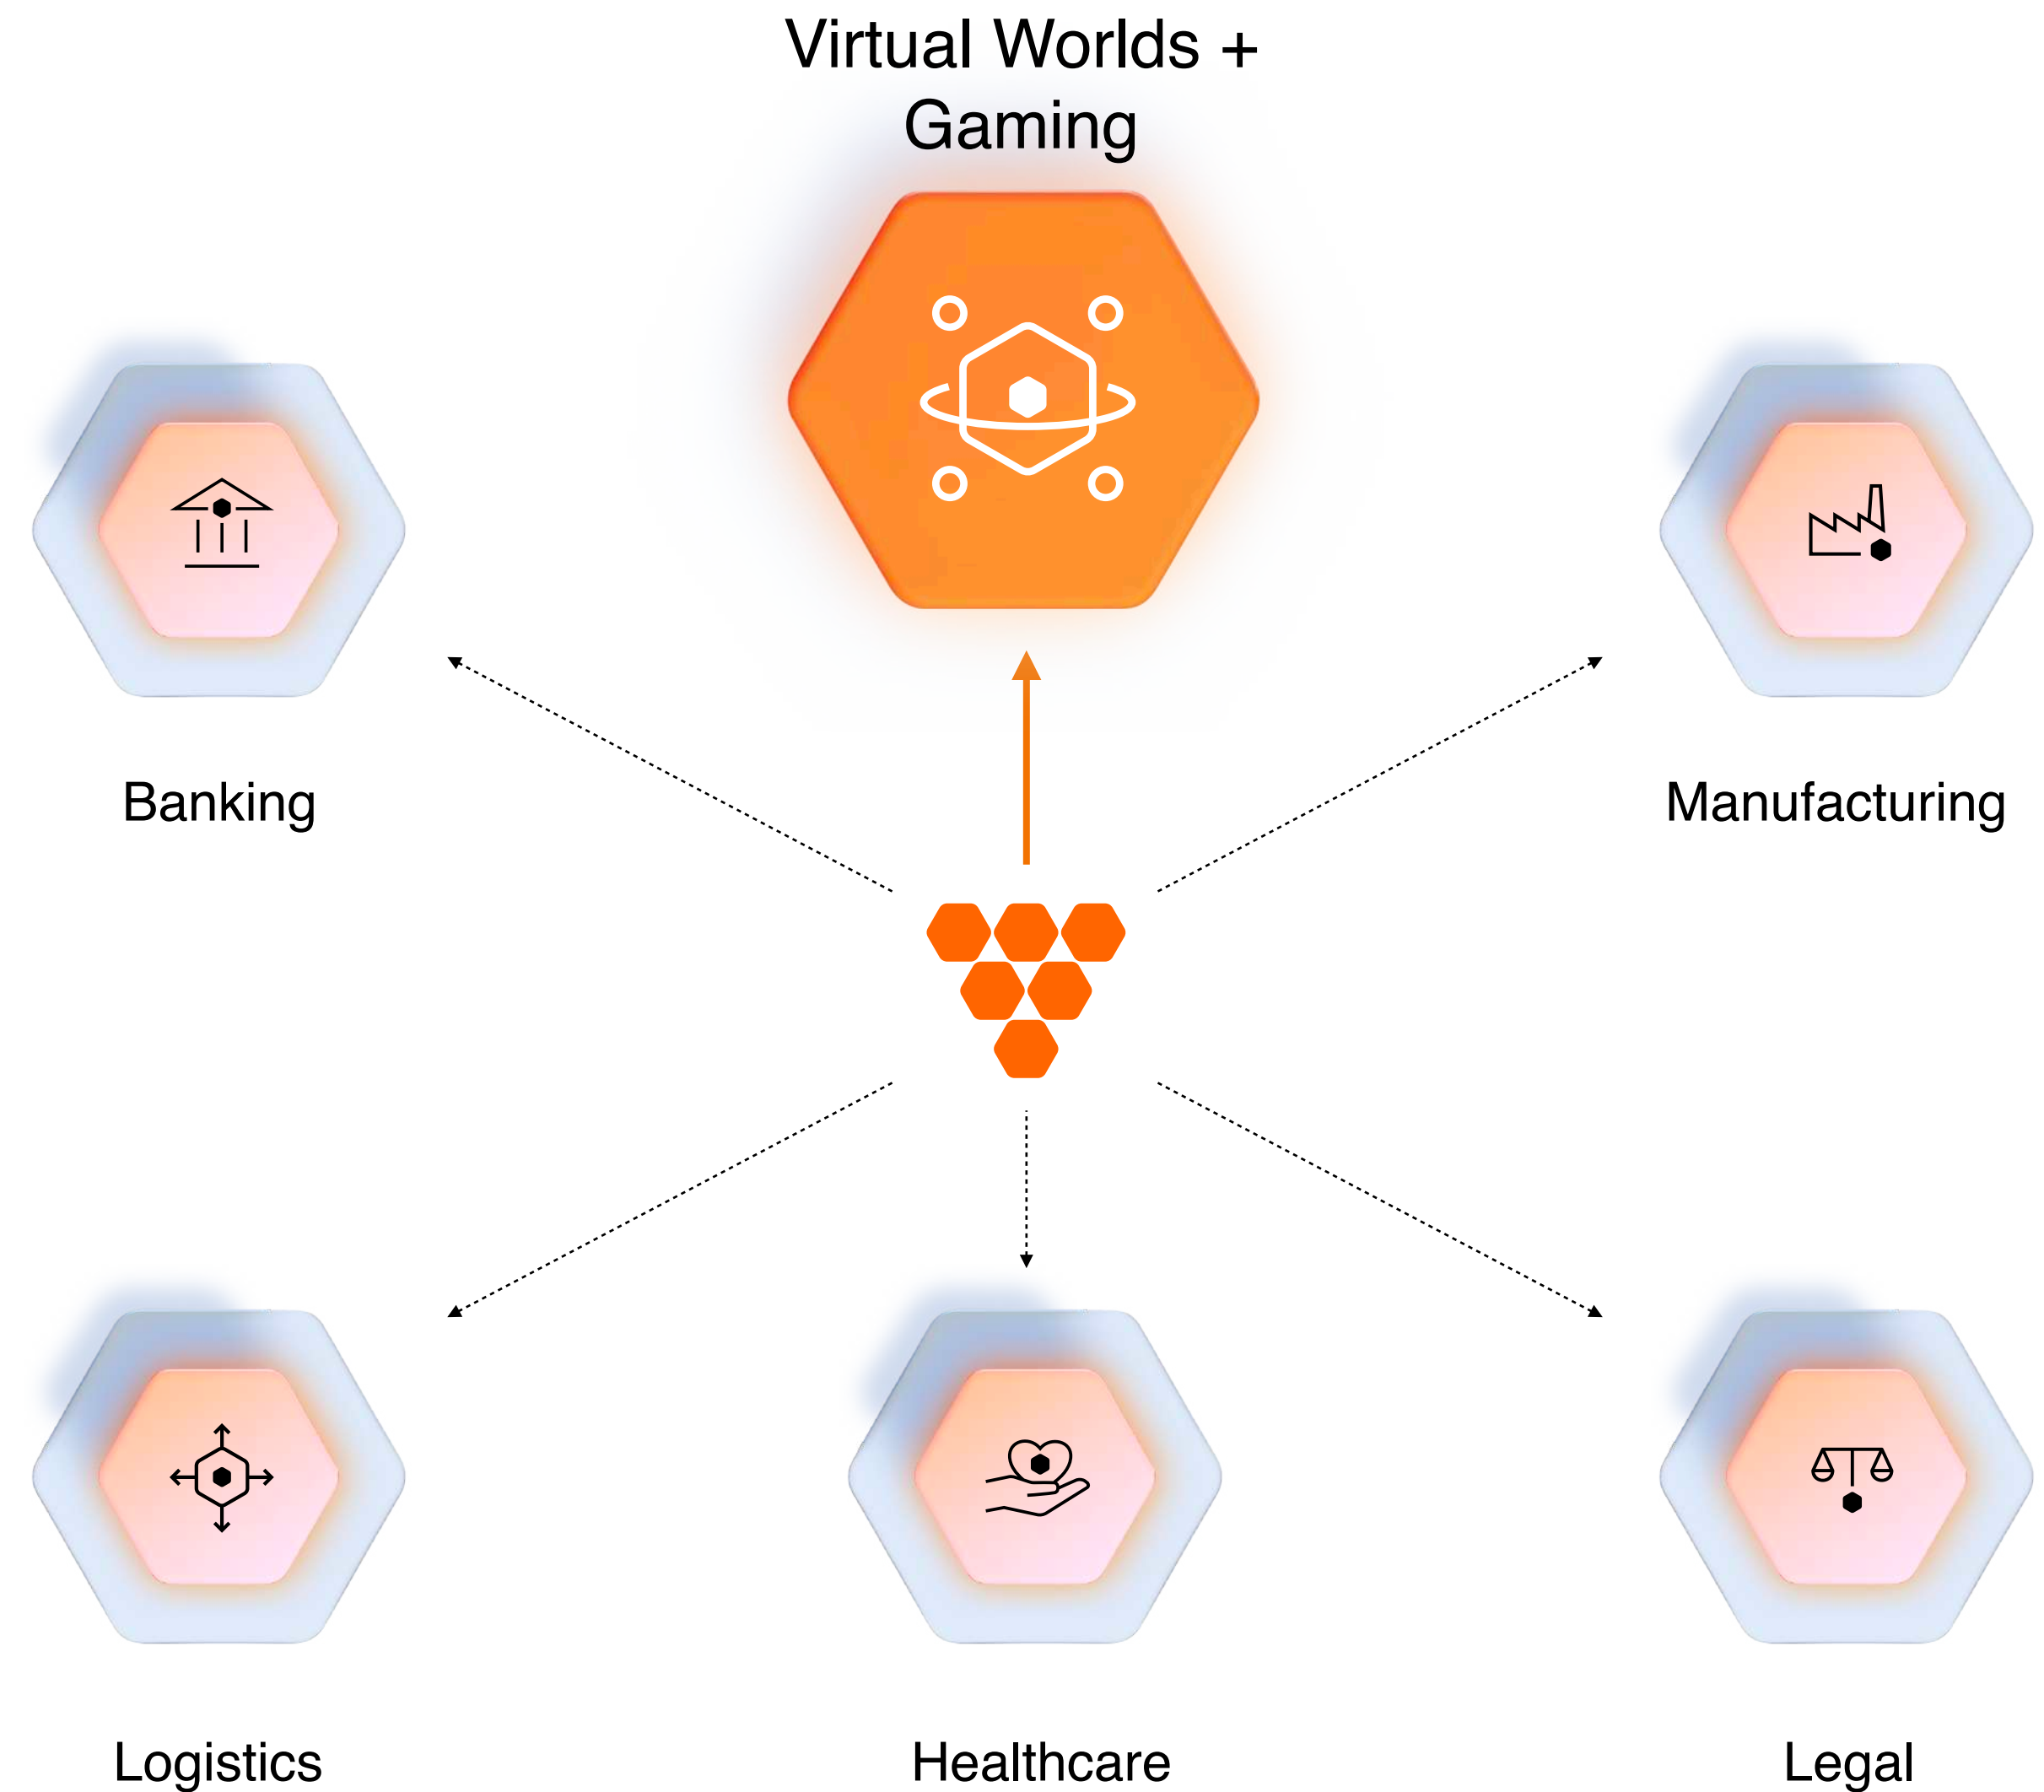 Virtual Worlds +
Gaming
Banking
Manufacturing
Logistics
Healthcare
Legal